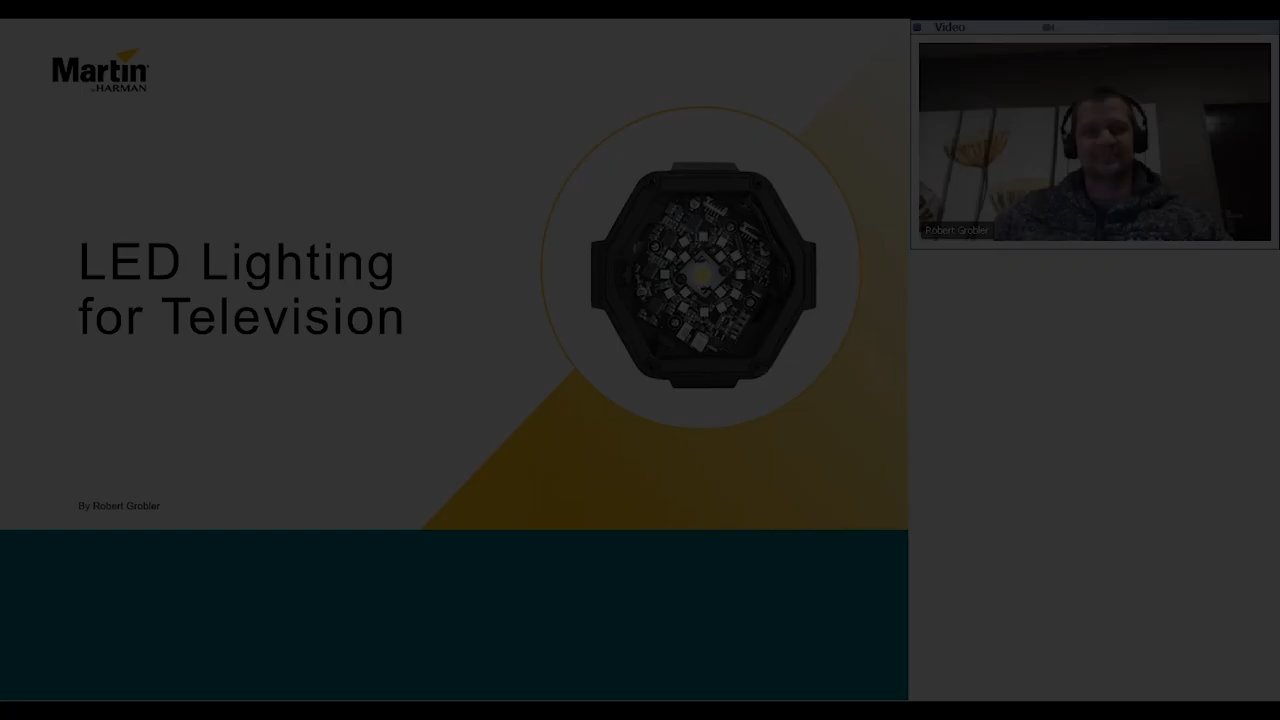 Martin
by HARMAN
LED Lighting
for Television
By Robert Grobler
Video
Robert Grobler